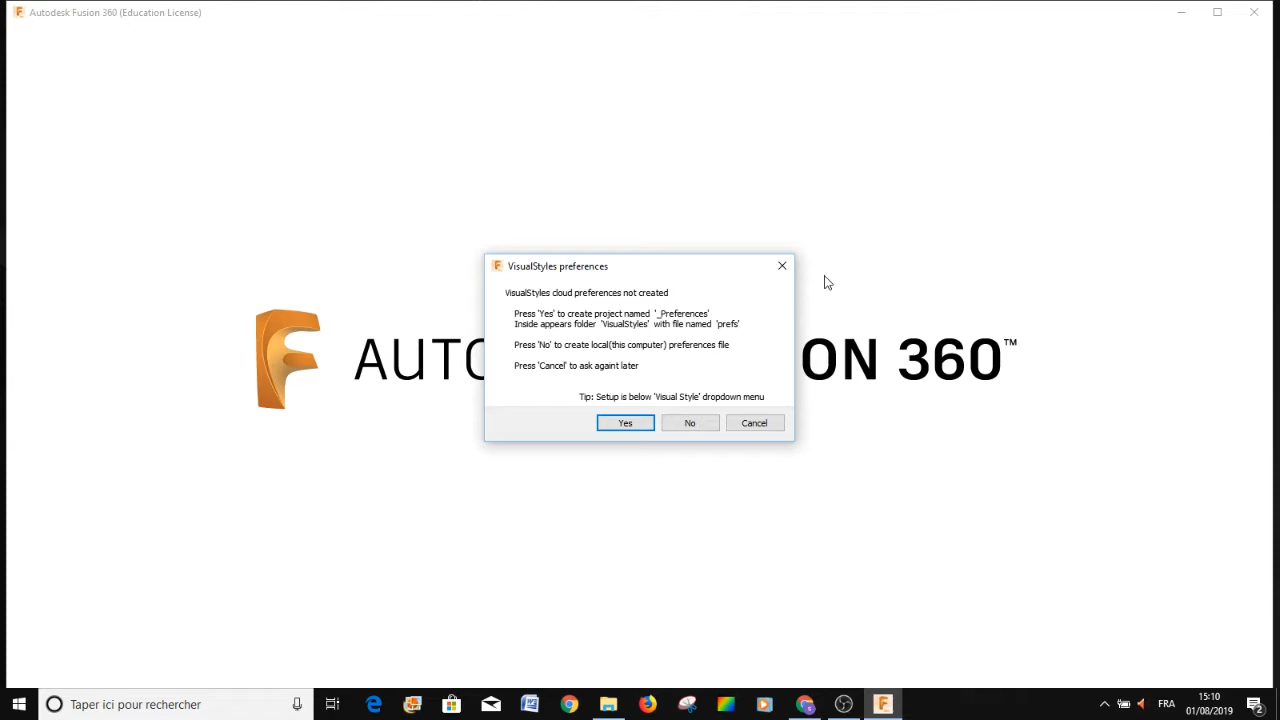 Autodesk Fusion 360 (Education License)
VisualStyles preferences
VisualStyles cloud preferences not created
Press 'Yes' to create project named '_Preferences'
Inside appears folder 'VisualStyles' with file named 'prefs'
Press 'No' to create local(this computer) preferences file
Press 'Cancel' to ask againt later
Tip: Setup is below 'Visual Style' dropdown menu
Yes No Cancel
AUTO ION 360™
Taper ici pour rechercher
FRA
15:10
01/08/2019
2